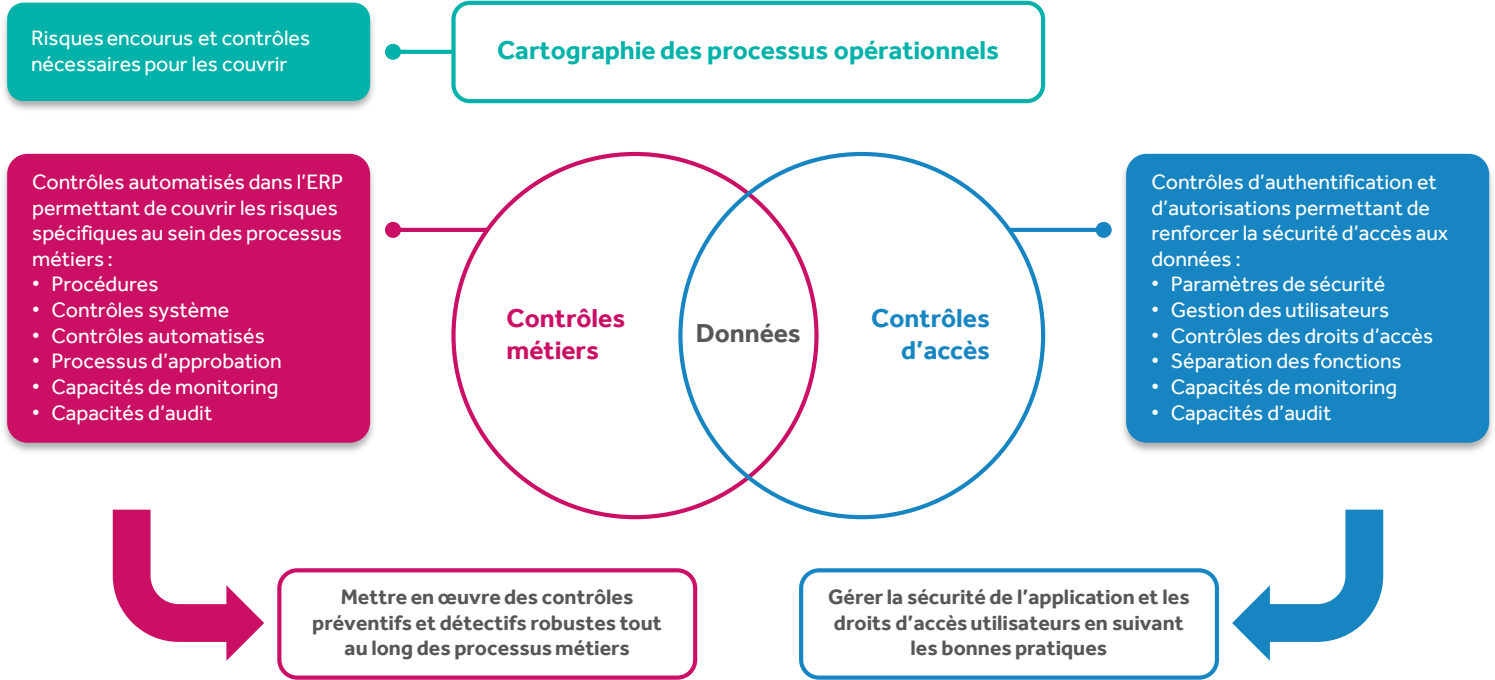 Risques encourus et contrôles
nécessaires pour les couvrir
Cartographie des processus opérationnels
Contrôles automatisés dans l'ERP
permettant de couvrir les risques
spécifiques au sein des processus
métiers :
• Procédures
• Contrôles système
• Contrôles automatisés
• Processus d'approbation
• Capacités de monitoring
• Capacités d'audit
Contrôles
métiers
Données
Contrôles
d'accès
Contrôles d'authentification et
d'autorisations permettant de
renforcer la sécurité d'accès aux
données :
• Paramètres de sécurité
• Gestion des utilisateurs
• Contrôles des droits d'accès
• Séparation des fonctions
• Capacités de monitoring
• Capacités d'audit
Mettre en œuvre des contrôles
préventifs et détectifs robustes tout
au long des processus métiers
Gérer la sécurité de l'application et les
droits d'accès utilisateurs en suivant
les bonnes pratiques